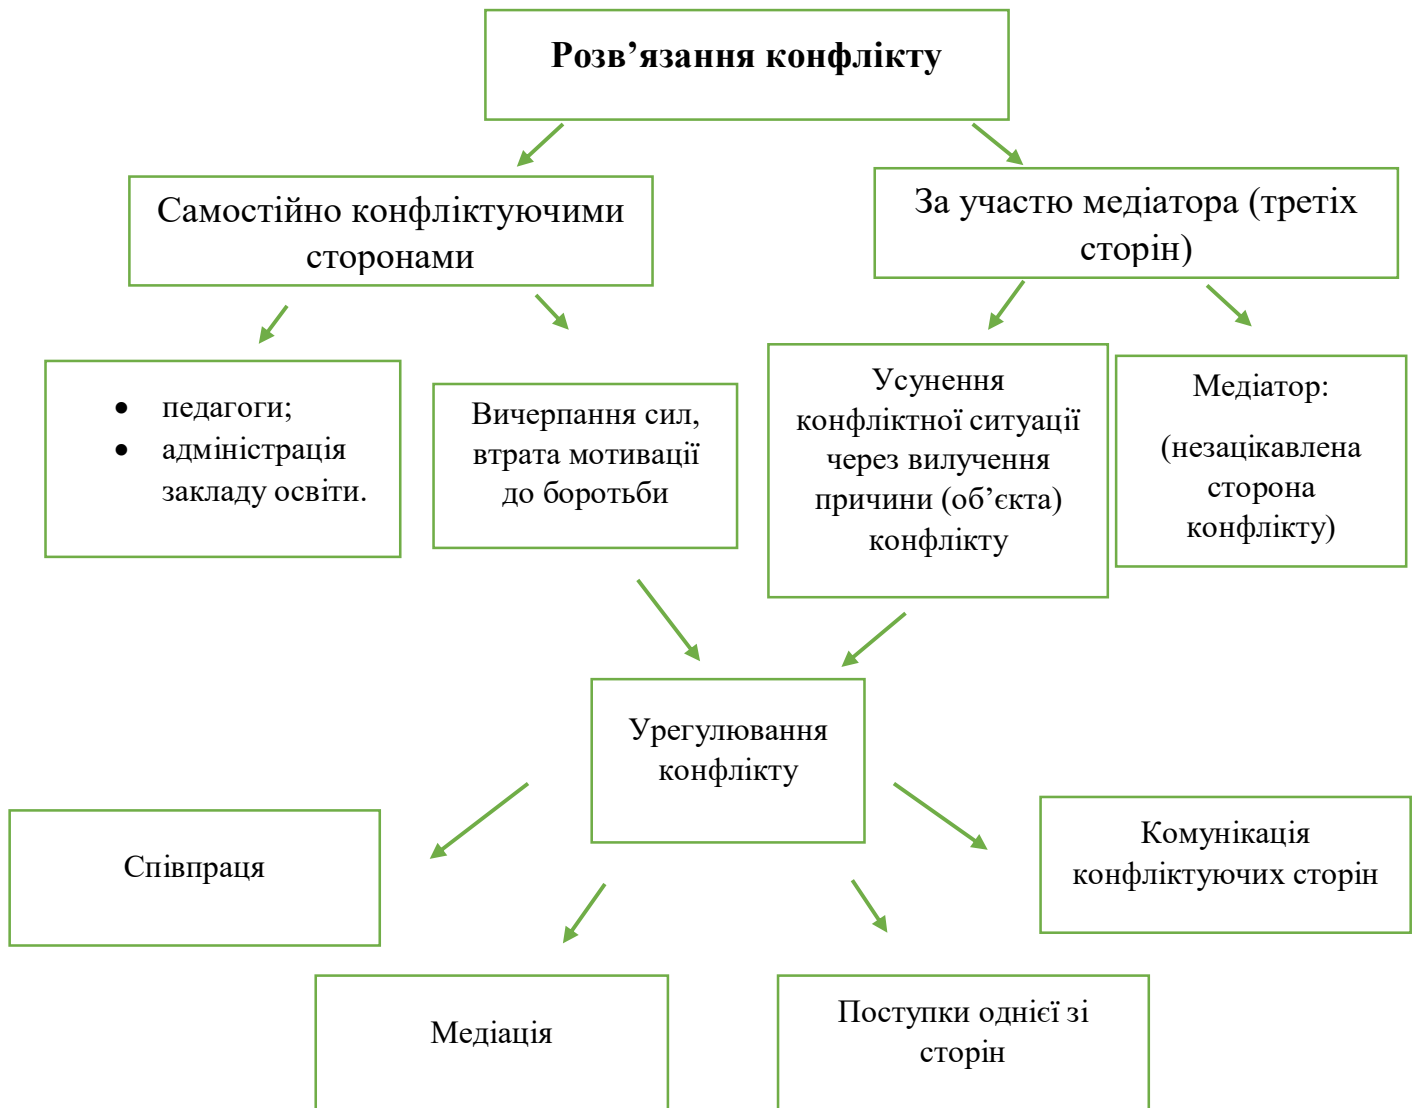 Розв’язання конфлікту
Самостійно конфліктуючими
сторонами
За участю медіатора (третіх
сторін)
• педагоги;
• адміністрація
закладу освіти.
Вичерпання сил,
втрата мотивації
до боротьби
Усунення
конфліктної ситуації
через вилучення
причини (об’єкта)
конфлікту
Медіатор:
(незацікавлена
сторона
конфлікту)
Урегулювання
конфлікту
Співпраця
Комунікація
конфліктуючих сторін
Медіація
Поступки однієї зі
сторін